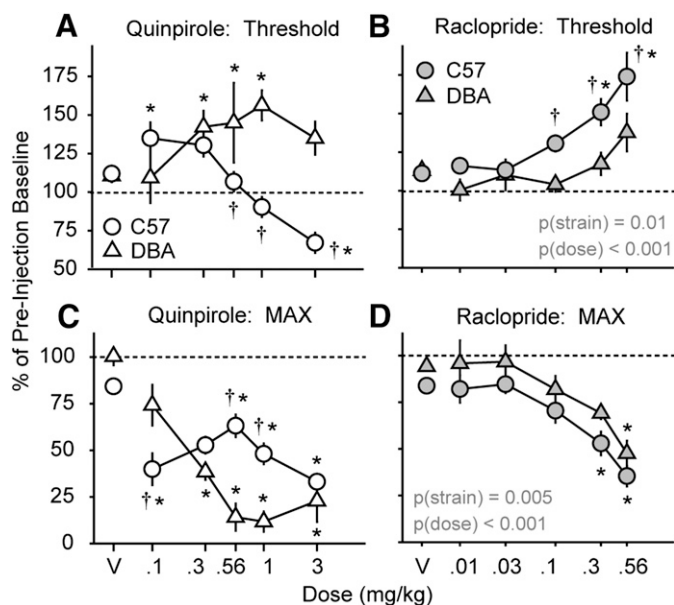 A Quinpirole: Threshold
175
150
125
100
75
50
C57
DBA
* * * *
† † †*
B Raclopride: Threshold
C57
DBA
† †* †*
p(strain) = 0.01
p(dose) < 0.001
% of Pre-Injection Baseline
C Quinpirole: MAX
100
75
50
25
0
†* †* *
†* * * * *
V .1 .3 .56 1 3
D Raclopride: MAX
*
* *
p(strain) = 0.005
p(dose) < 0.001
V .01 .03 .1 .3 .56
Dose (mg/kg)